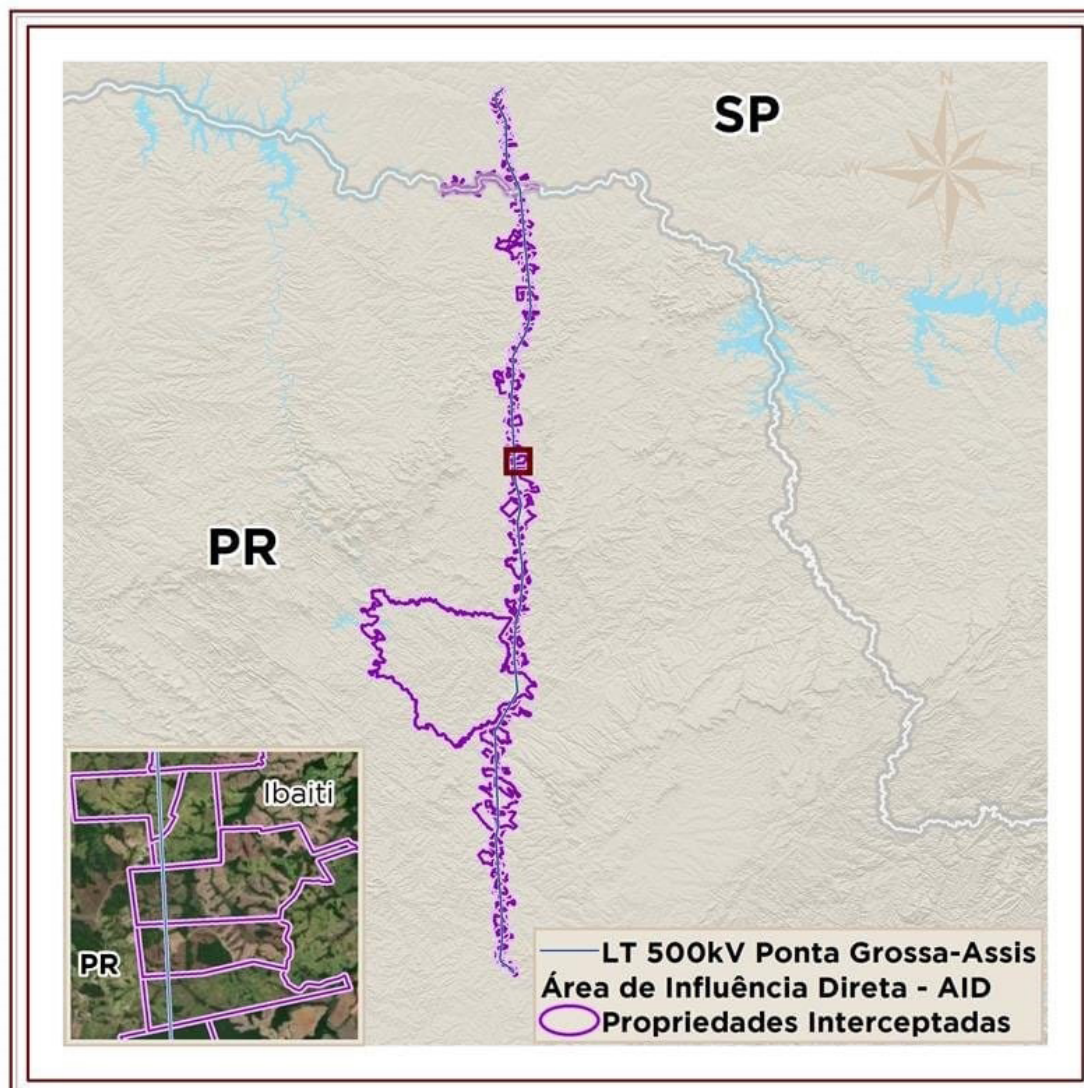 SP
N
PR
Ibaiti
PR
LT 500kV Ponta Grossa-Assis
Área de Influência Direta - AID
Propriedades Interceptadas